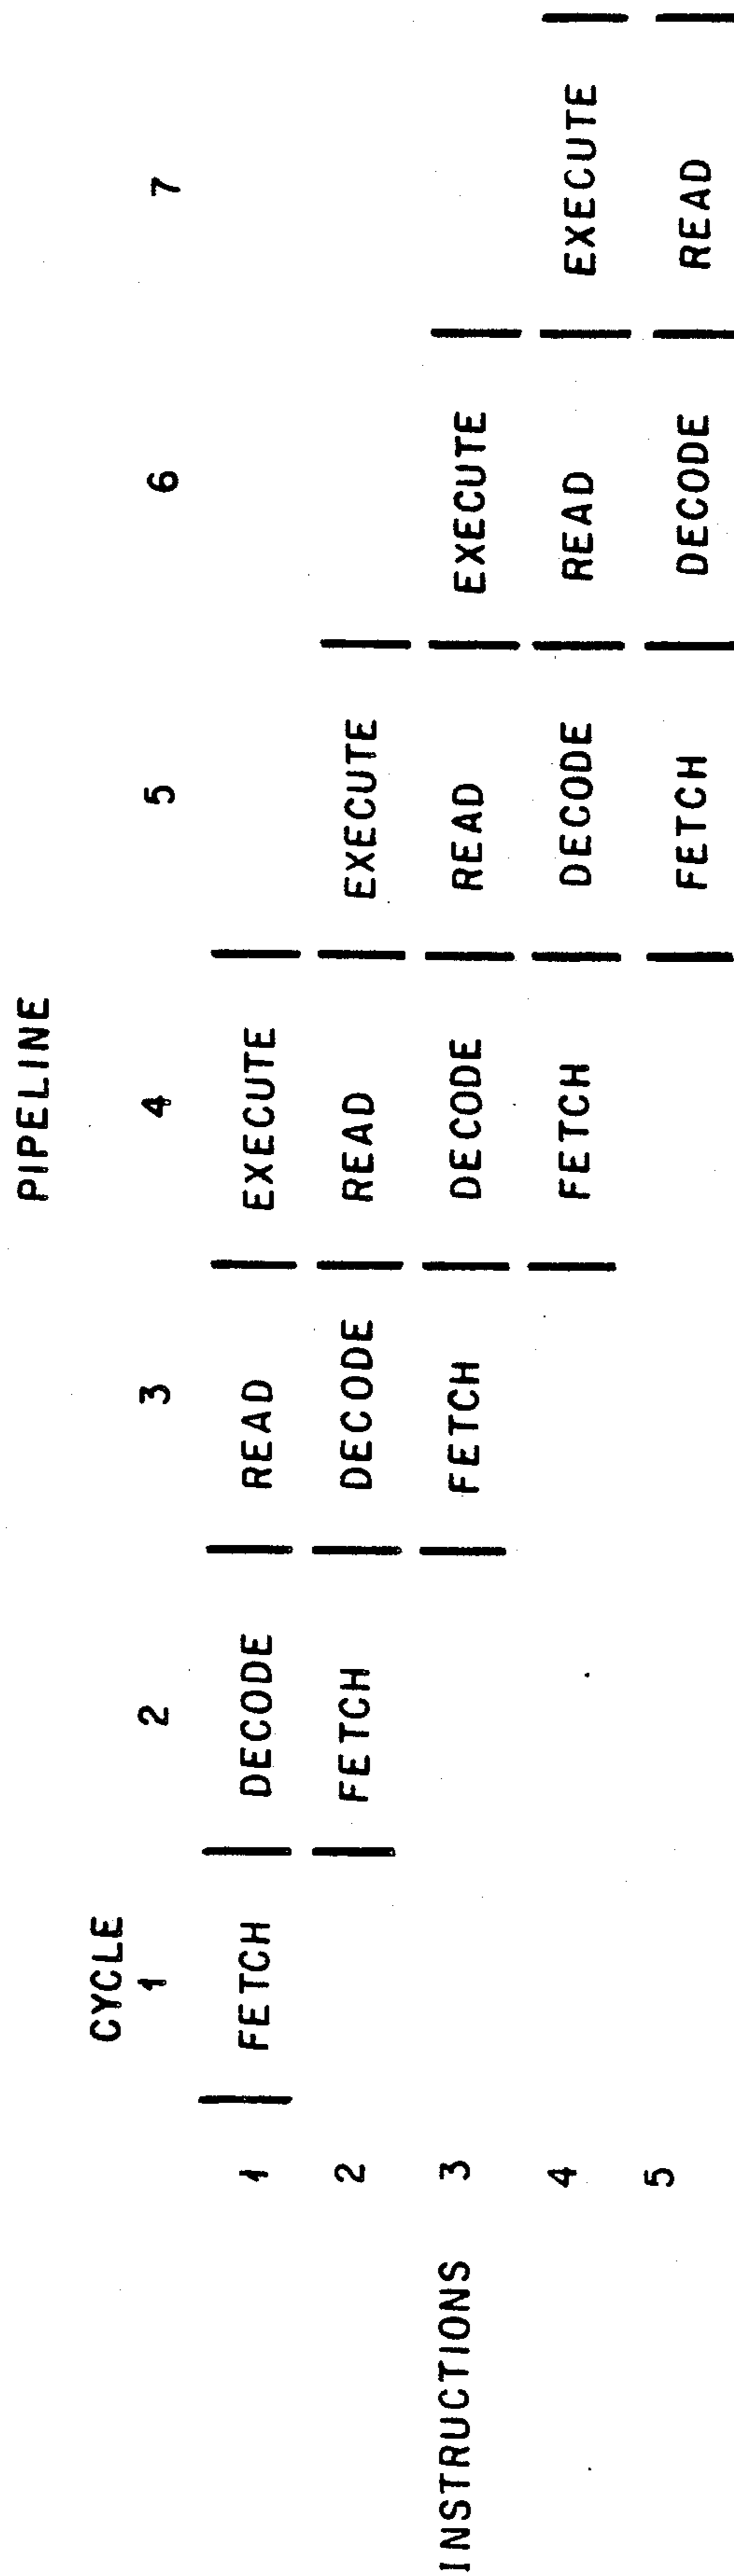 PIPELINE
CYCLE
1 2 3 4 5 6 7
1 FETCH DECODE READ EXECUTE
2 FETCH DECODE READ EXECUTE
INSTRUCTIONS 3 FETCH DECODE READ EXECUTE
4 FETCH DECODE READ EXECUTE
5 FETCH DECODE READ